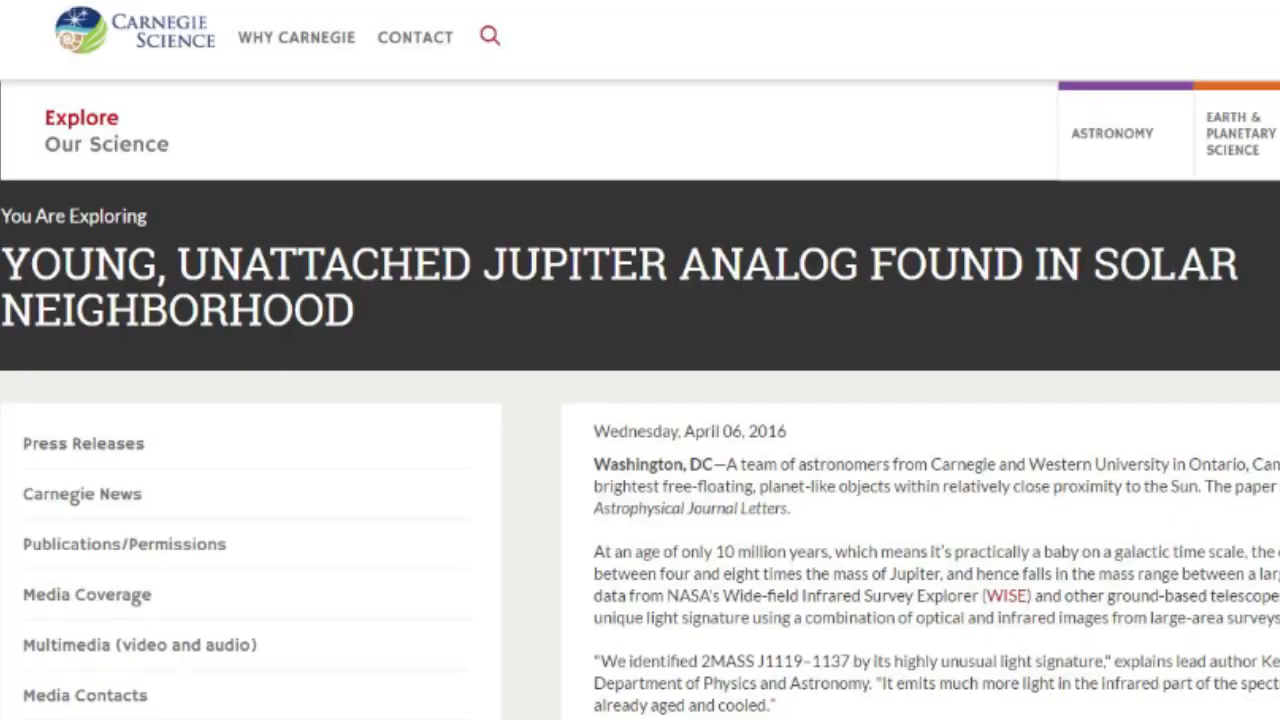 CARNEGIE
SCIENCE
WHY CARNEGIE
CONTACT
Explore
Our Science
ASTRONOMY
EARTH &
PLANETARY
SCIENCE
You Are Exploring
YOUNG, UNATTACHED JUPITER ANALOG FOUND IN SOLAR
NEIGHBORHOOD
Press Releases
Carnegie News
Publications/Permissions
Media Coverage
Multimedia (video and audio)
Media Contacts
Wednesday, April 06, 2016
Washington, DC—A team of astronomers from Carnegie and Western University in Ontario,
brightest free-floating, planet-like objects within relatively close proximity to the Sun. The paper
Astrophysical Journal Letters.
At an age of only 10 million years, which means it's practically a baby on a galactic time scale, the
between four and eight times the mass of Jupiter, and hence falls in the mass range between a
data from NASA's Wide-field Infrared Survey Explorer (WISE) and other ground-based
unique light signature using a combination of optical and infrared images from large-area surveys
"We identified 2MASS J1119–1137 by its highly unusual light signature," explains lead author
Department of Physics and Astronomy. "It emits much more light in the infrared part of the
already aged and cooled."